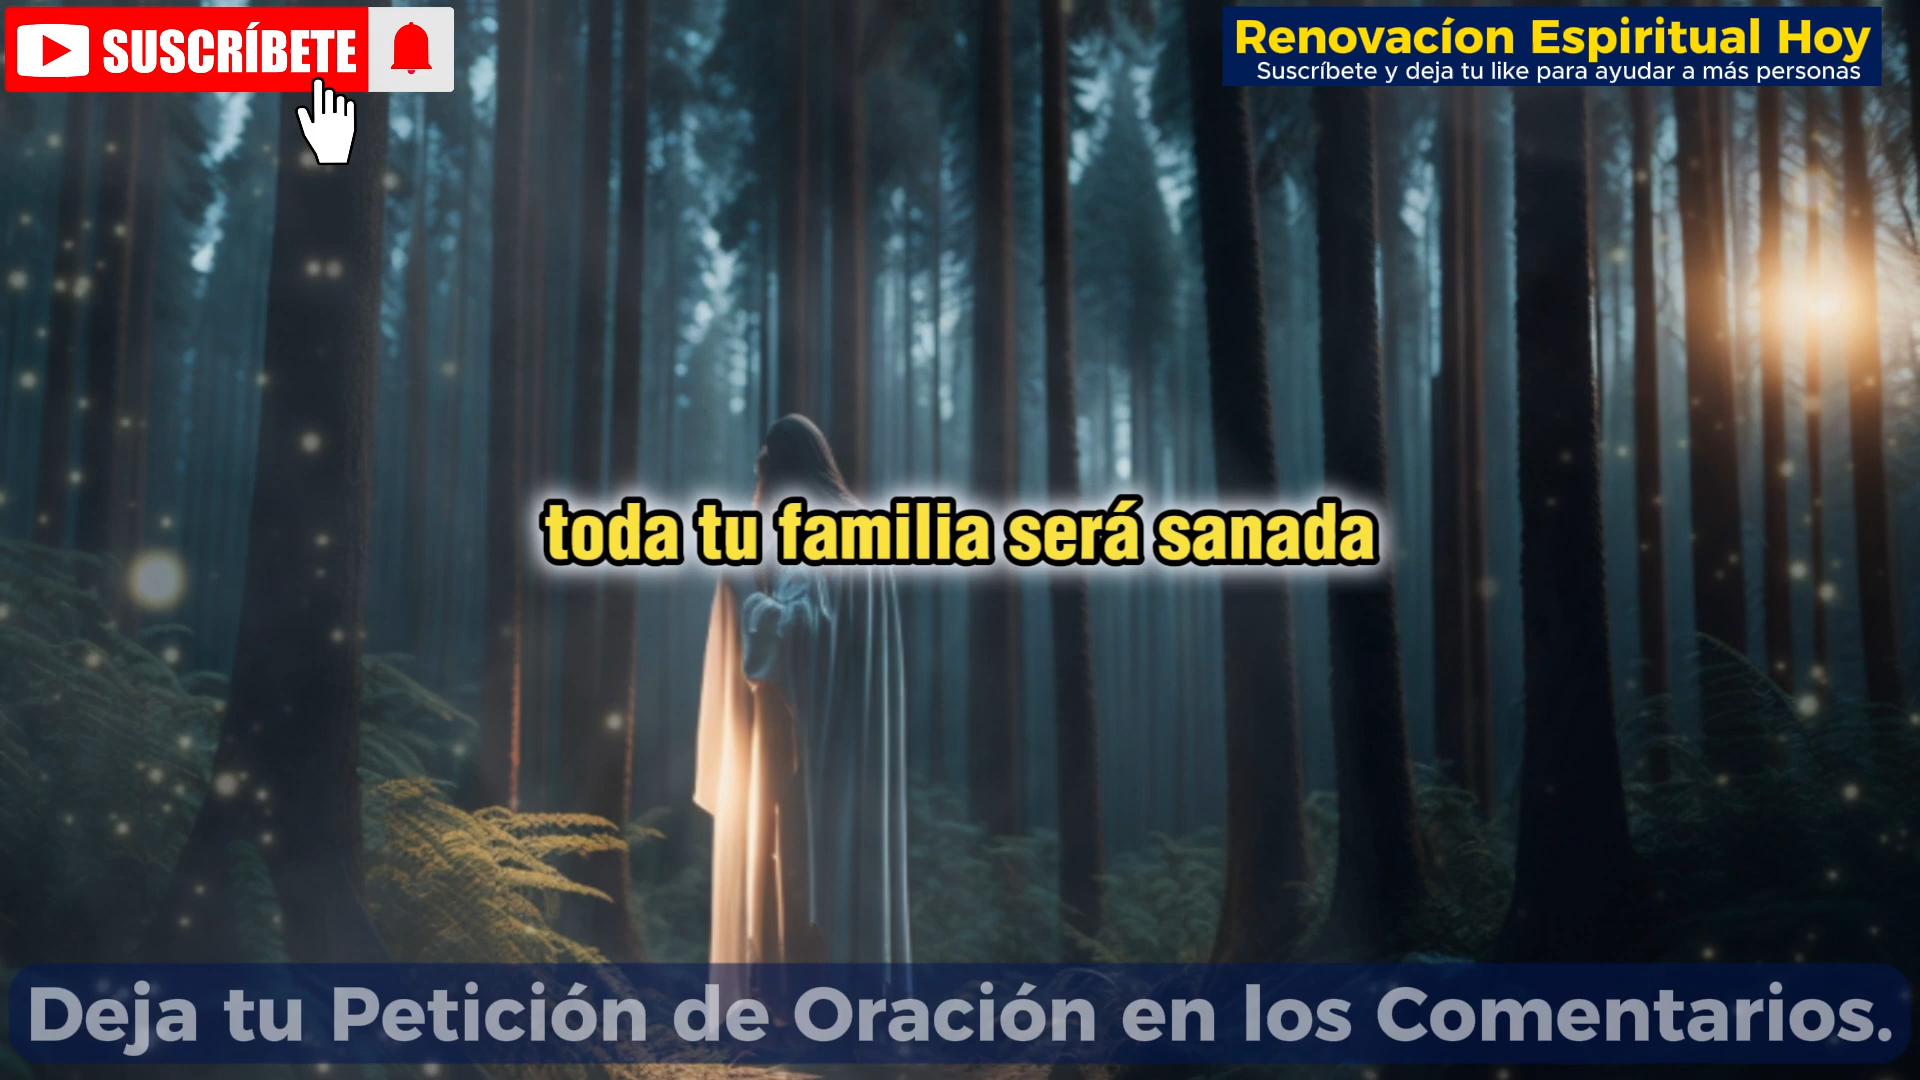 SUSCRÍBETE
Renovacíon Espiritual Hoy
Suscríbete y deja tu like para ayudar a más personas
toda tu familia será sanada
Deja tu Petición de Oración en los Comentarios.